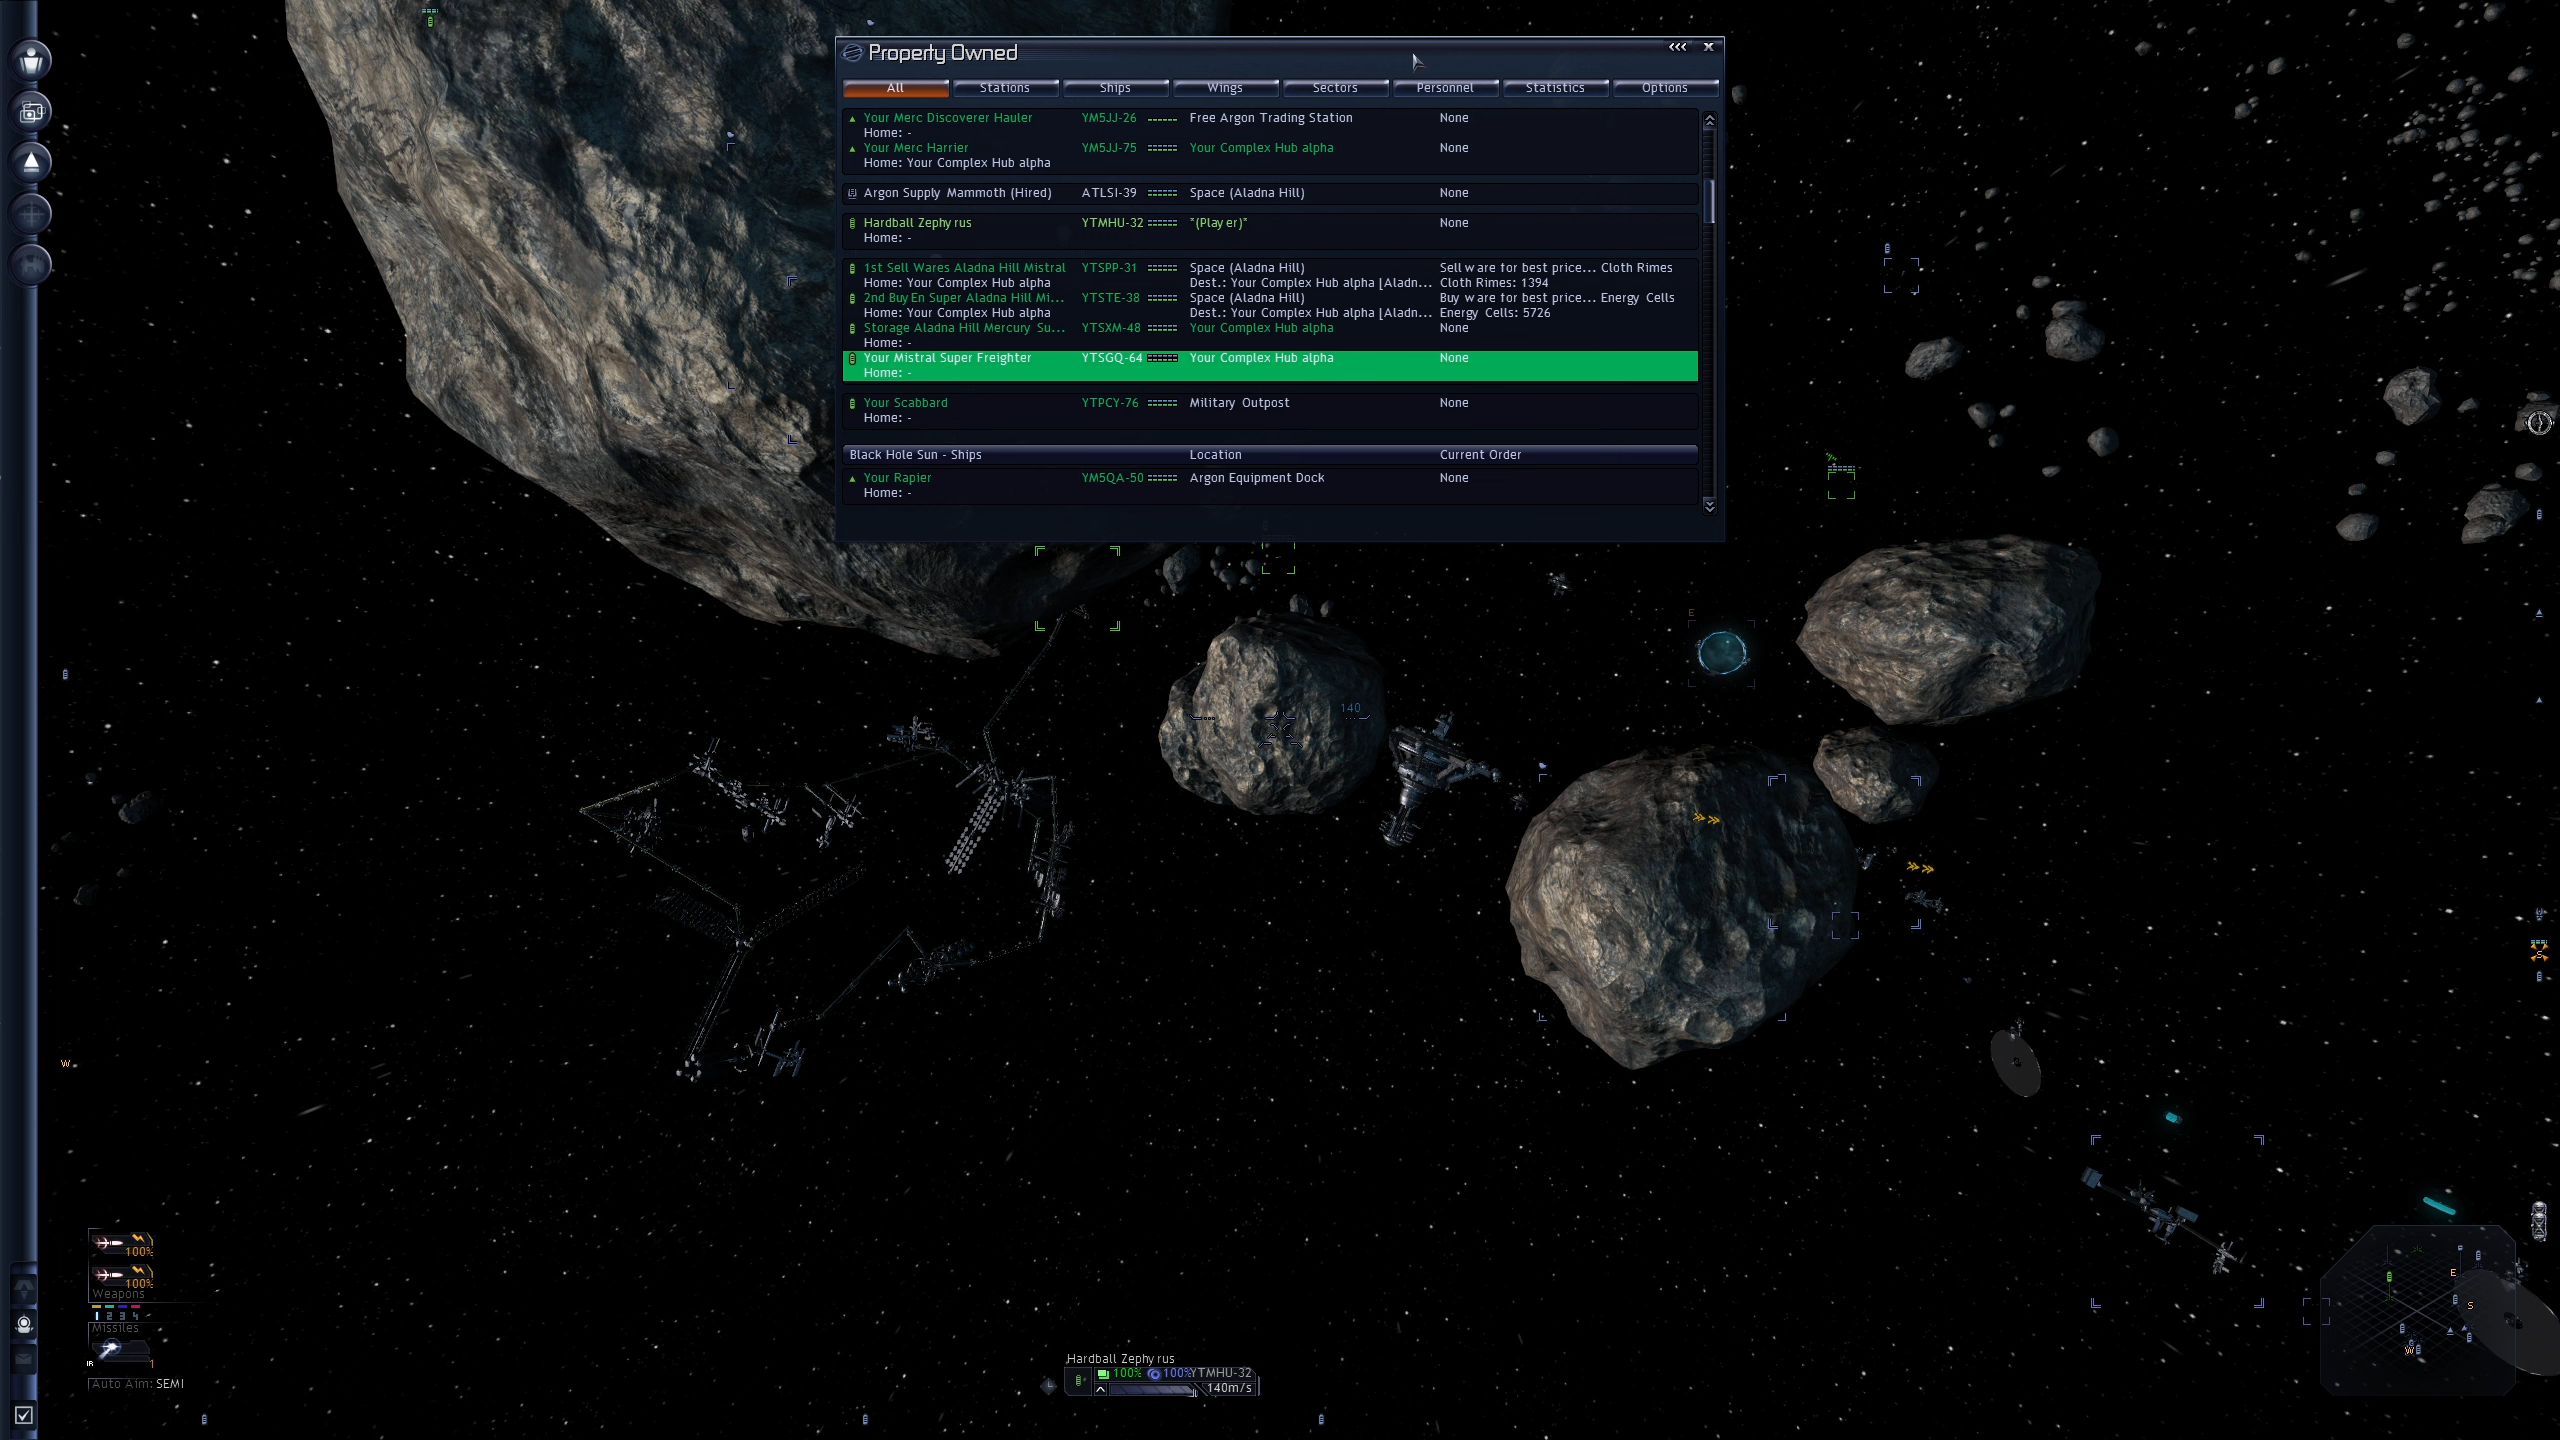 Property Owned
All Stations Ships Wings Sectors Personnel Statistics Options
Your Merc Discoverer Hauler YM5JJ-26 Free Argon Trading Station None
Home: -
Your Merc Harrier YM5JJ-75 Your Complex Hub alpha None
Home: Your Complex Hub alpha
Argon Supply Mammoth (Hired) ATLSI-39 Space (Aladna Hill) None
Hardball Zephyrus YTMHU-32 *(Player)* None
Home: -
1st Sell Wares Aladna Hill Mistral YTSPP-31 Space (Aladna Hill) Sell ware for best price... Cloth Rimes
Home: Your Complex Hub alpha Dest.: Your Complex Hub alpha [Aladn... Cloth Rimes: 1394
2nd Buy En Super Aladna Hill Mi... YTSTE-38 Space (Aladna Hill) Buy ware for best price... Energy Cells
Home: Your Complex Hub alpha Dest.: Your Complex Hub alpha [Aladn... Energy Cells: 5726
Storage Aladna Hill Mercury Su... YTSXM-48 Your Complex Hub alpha None
Home: -
Your Mistral Super Freighter YTSGQ-64 Your Complex Hub alpha None
Home: -
Your Scabbard YTPCY-76 Military Outpost None
Home: -
Black Hole Sun - Ships Location Current Order
Your Rapier YM5QA-50 Argon Equipment Dock None
Home: -
E
140
W
100%
100%
Weapons
1 2 3 4
Missiles
IR 1
Auto Aim: SEMI
Hardball Zephyrus
100% 100% YTMHU-32
140m/s
E
S
W